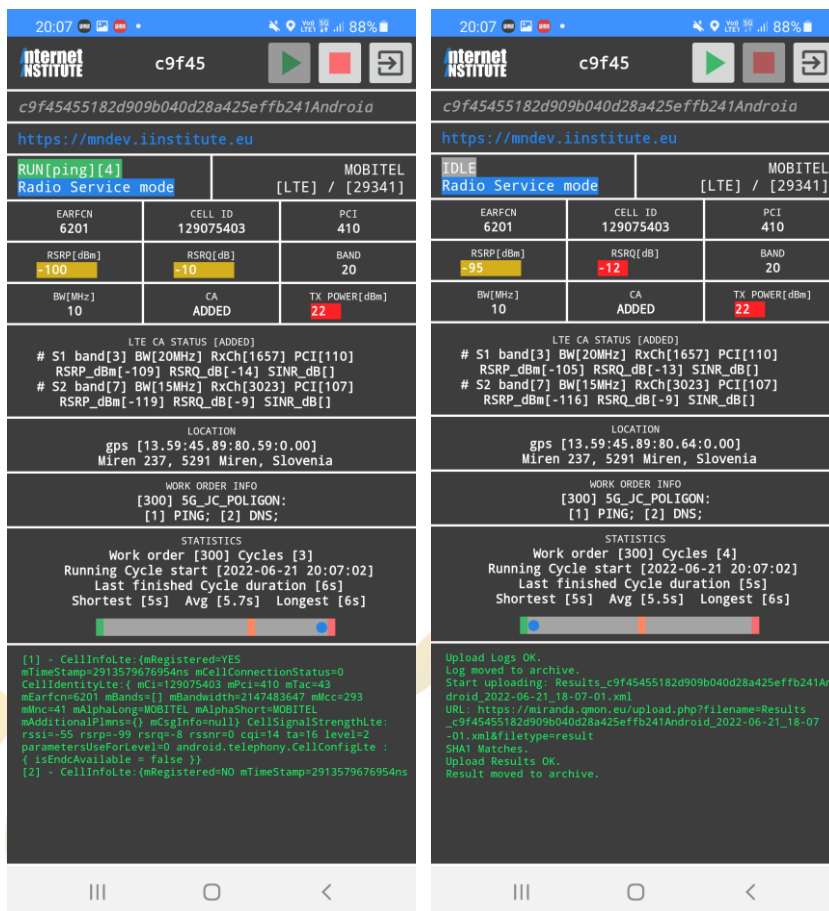 20:07 88%
Internet
INSTITUTE
c9f45
c9f45455182d909b040d28a425effb241Android
https://mndev.iinstitute.eu
RUN[ping][4] MOBITEL
Radio Service mode [LTE] / [29341]
EARFCN CELL ID PCI
6201 129075403 410
RSRP[dBm] RSRQ[dB] BAND
-100 -10 20
BW[MHz] CA TX POWER[dBm]
10 ADDED 22
LTE CA STATUS [ADDED]
# S1 band[3] BW[20MHz] RxCh[1657] PCI[110]
RSRP_dBm[-109] RSRQ_dB[-14] SINR_dB[]
# S2 band[7] BW[15MHz] RxCh[3023] PCI[107]
RSRP_dBm[-119] RSRQ_dB[-9] SINR_dB[]
LOCATION
gps [13.59:45.89:80.59:0.00]
Miren 237, 5291 Miren, Slovenia
WORK ORDER INFO
[300] 5G_JC_POLIGON:
[1] PING; [2] DNS;
STATISTICS
Work order [300] Cycles [3]
Running Cycle start [2022-06-21 20:07:02]
Last finished Cycle duration [6s]
Shortest [5s] Avg [5.7s] Longest [6s]
[1] - CellInfoLte:{mRegistered=YES
mTimeStamp=2913579676954ns mCellConnectionStatus=0
CellIdentityLte:{ mCi=129075403 mPci=410 mTac=43
mEarfcn=6201 mBands=[] mBandwidth=2147483647 mMcc=293
mMnc=41 mAlphaLong=MOBITEL mAlphaShort=MOBITEL
mAdditionalPlmns={} mCsgInfo=null} CellSignalStrengthLte:
rssi=-55 rsrp=-99 rsrq=-8 rssnr=0 cqi=14 ta=16 level=2
parametersUseForLevel=0 android.telephony.CellConfigLte :
{ isEndcAvailable = false }}
[2] - CellInfoLte:{mRegistered=NO mTimeStamp=2913579676954ns
20:07 88%
Internet
INSTITUTE
c9f45
c9f45455182d909b040d28a425effb241Android
https://mndev.iinstitute.eu
IDLE MOBITEL
Radio Service mode [LTE] / [29341]
EARFCN CELL ID PCI
6201 129075403 410
RSRP[dBm] RSRQ[dB] BAND
-95 -12 20
BW[MHz] CA TX POWER[dBm]
10 ADDED 22
LTE CA STATUS [ADDED]
# S1 band[3] BW[20MHz] RxCh[1657] PCI[110]
RSRP_dBm[-105] RSRQ_dB[-13] SINR_dB[]
# S2 band[7] BW[15MHz] RxCh[3023] PCI[107]
RSRP_dBm[-116] RSRQ_dB[-9] SINR_dB[]
LOCATION
gps [13.59:45.89:80.64:0.00]
Miren 237, 5291 Miren, Slovenia
WORK ORDER INFO
[300] 5G_JC_POLIGON:
[1] PING; [2] DNS;
STATISTICS
Work order [300] Cycles [4]
Running Cycle start [2022-06-21 20:07:02]
Last finished Cycle duration [5s]
Shortest [5s] Avg [5.5s] Longest [6s]
Upload Logs OK.
Log moved to archive.
Start uploading: Results_c9f45455182d909b040d28a425effb241An
droid_2022-06-21_18-07-01.xml
URL: https://miranda.qmon.eu/upload.php?filename=Results
_c9f45455182d909b040d28a425effb241Android_2022-06-21_18-07
-01.xml&filetype=result
SHA1 Matches.
Upload Results OK.
Result moved to archive.